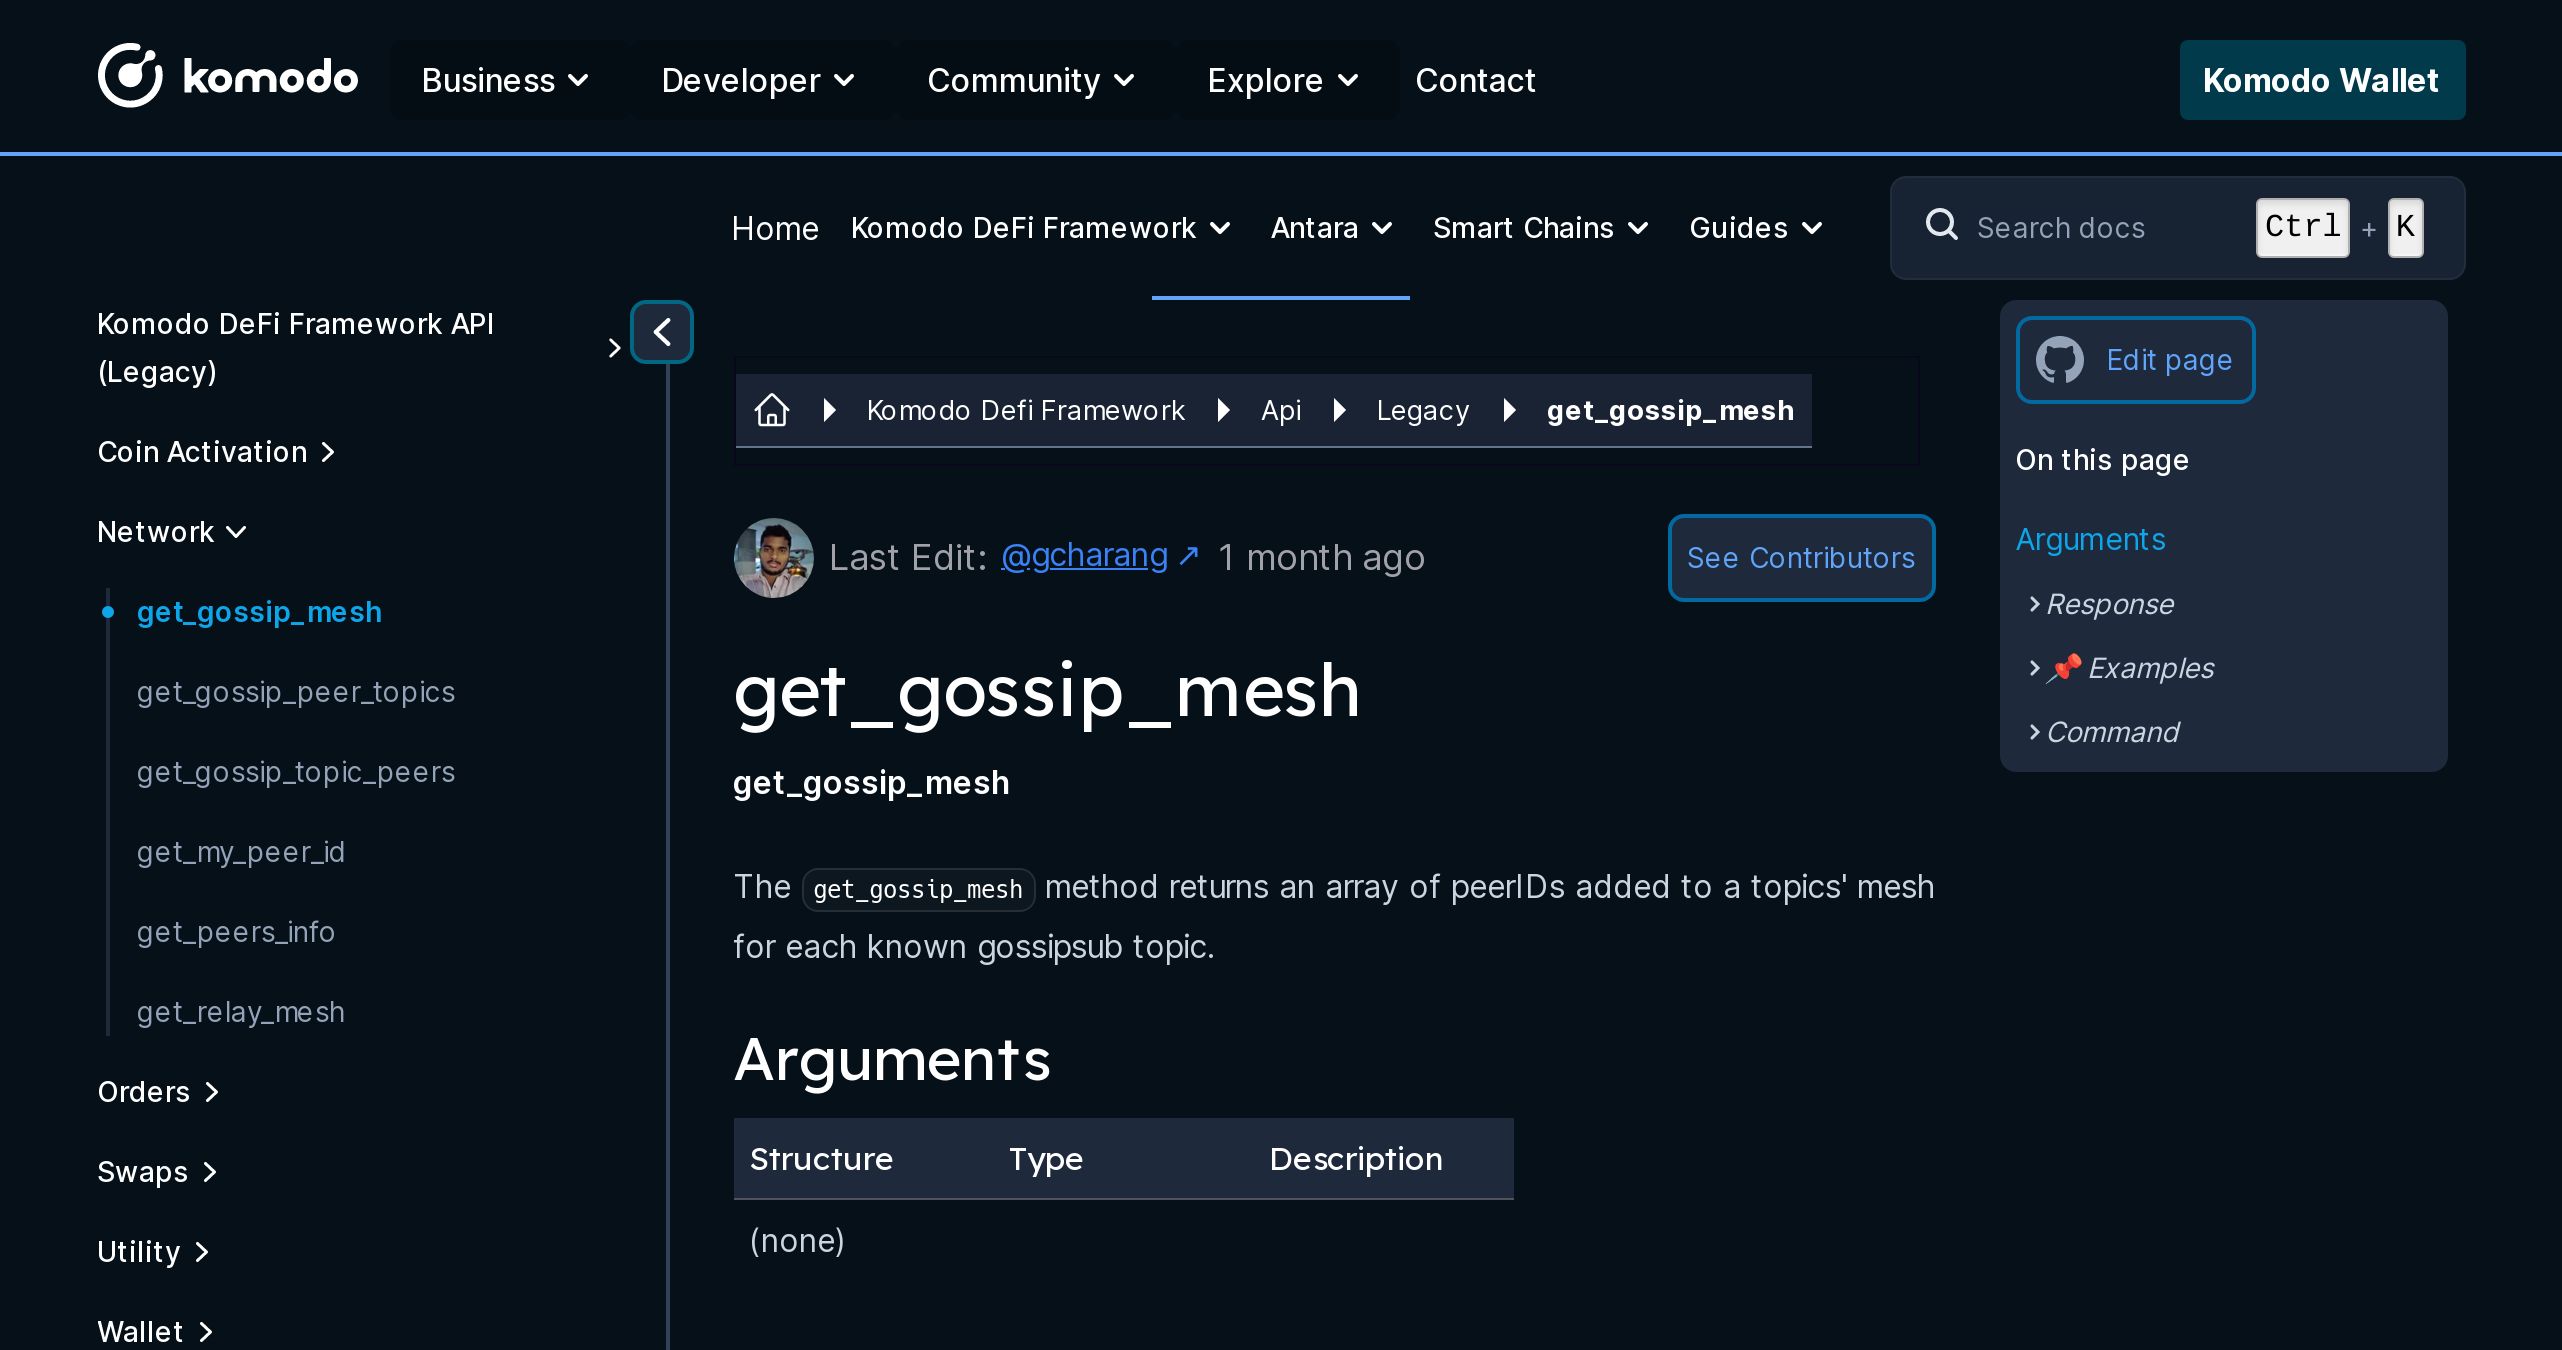 komodo
Business
Developer
Community
Explore
Contact
Komodo Wallet
Home
Komodo DeFi Framework
Antara
Smart Chains
Guides
Search docs
Ctrl + K
Komodo DeFi Framework API
(Legacy)
Coin Activation
Network
get_gossip_mesh
get_gossip_peer_topics
get_gossip_topic_peers
get_my_peer_id
get_peers_info
get_relay_mesh
Orders
Swaps
Utility
Wallet
Komodo Defi Framework
Api
Legacy
get_gossip_mesh
Last Edit: @gcharang ↗ 1 month ago
See Contributors
get_gossip_mesh
get_gossip_mesh
The get_gossip_mesh method returns an array of peerIDs added to a topics' mesh
for each known gossipsub topic.
Arguments
Structure Type Description
(none)
Edit page
On this page
Arguments
Response
📌 Examples
Command